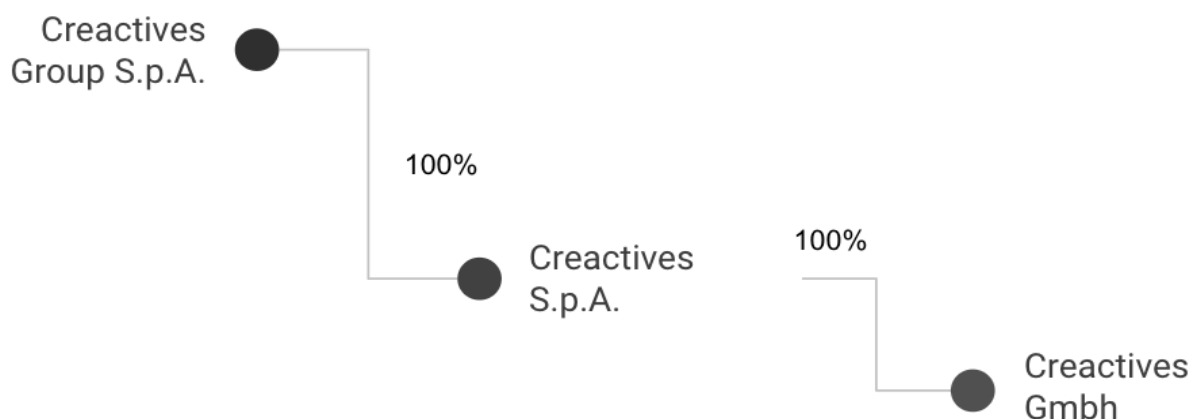 Creactives
Group S.p.A.
100%
Creactives
S.p.A.
100%
Creactives
Gmbh